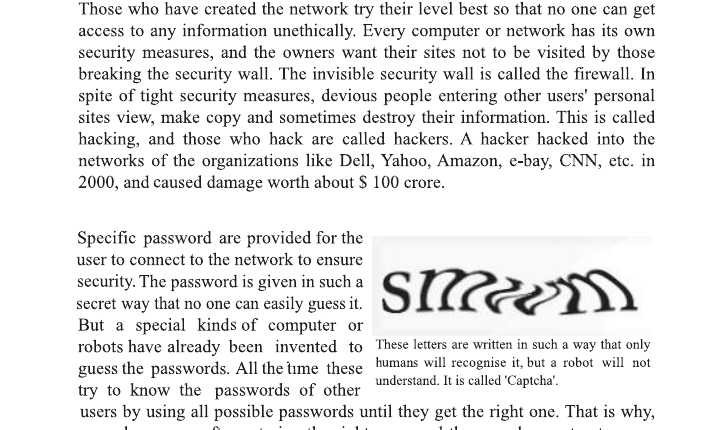 Those who have created the network try their level best so that no one can get
access to any information unethically. Every computer or network has its own
security measures, and the owners want their sites not to be visited by those
breaking the security wall. The invisible security wall is called the firewall. In
spite of tight security measures, devious people entering other users' personal
sites view, make copy and sometimes destroy their information. This is called
hacking, and those who hack are called hackers. A hacker hacked into the
networks of the organizations like Dell, Yahoo, Amazon, e-bay, CNN, etc. in
2000, and caused damage worth about $ 100 crore.
Specific password are provided for the
user to connect to the network to ensure
security. The password is given in such a
secret way that no one can easily guess it.
But a special kinds of computer or
robots have already been invented to
guess the passwords. All the time these
try to know the passwords of other
These letters are written in such a way that only
humans will recognise it, but a robot will not
understand. It is called 'Captcha'.
users by using all possible passwords until they get the right one. That is why,